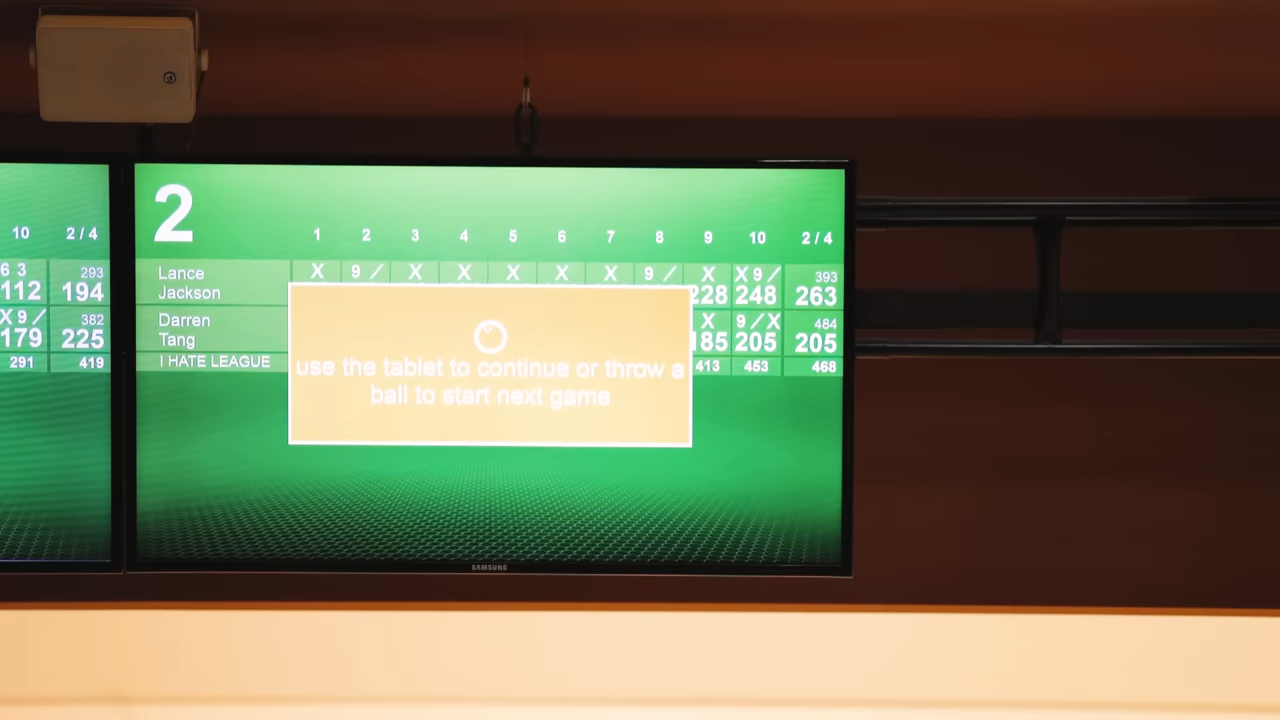 10 2 / 4
6 3 293
112 194
X 9 / 382
179 225
291 419
2
1 2 3 4 5 6 7 8 9 10 2 / 4
Lance X 9 / X X X X X 9 / X X 9 / 393
Jackson 228 248 263
Darren X 9 / X 484
Tang 185 205 205
I HATE LEAGUE 413 453 468
use the tablet to continue or throw a
ball to start next game
SAMSUNG